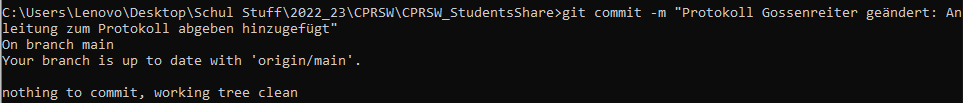 C:\Users\Lenovo\Desktop\Schul Stuff\2022_23\CPRSW\CPRSW_StudentsShare>git commit -m "Protokoll Gossenreiter geändert: An
leitung zum Protokoll abgeben hinzugefügt"
On branch main
Your branch is up to date with 'origin/main'.

nothing to commit, working tree clean